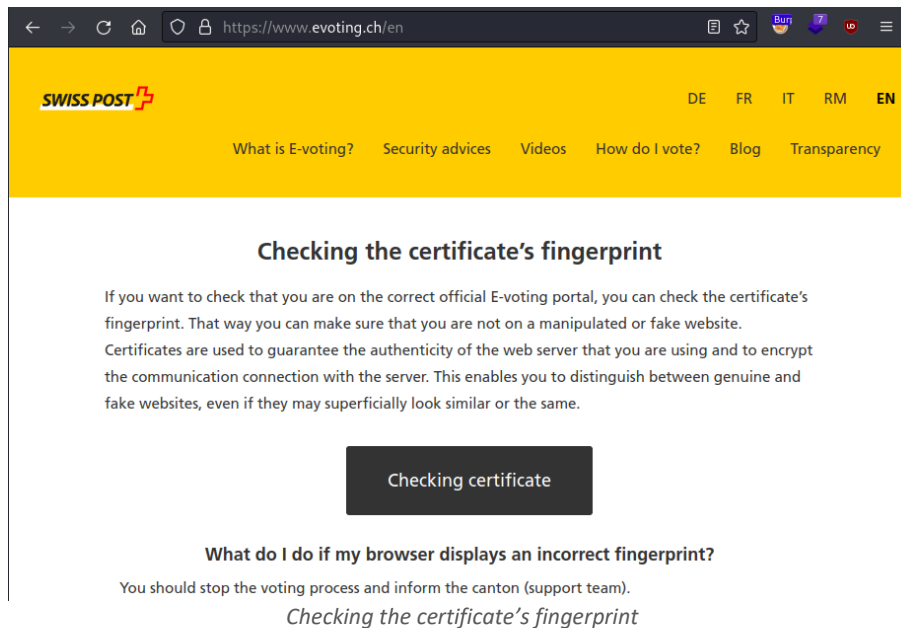 https://www.evoting.ch/en
Burp
7
SWISS POST
DE FR IT RM EN
What is E-voting? Security advices Videos How do I vote? Blog Transparency
Checking the certificate's fingerprint
If you want to check that you are on the correct official E-voting portal, you can check the certificate's
fingerprint. That way you can make sure that you are not on a manipulated or fake website.
Certificates are used to guarantee the authenticity of the web server that you are using and to encrypt
the communication connection with the server. This enables you to distinguish between genuine and
fake websites, even if they may superficially look similar or the same.
Checking certificate
What do I do if my browser displays an incorrect fingerprint?
You should stop the voting process and inform the canton (support team).
Checking the certificate's fingerprint